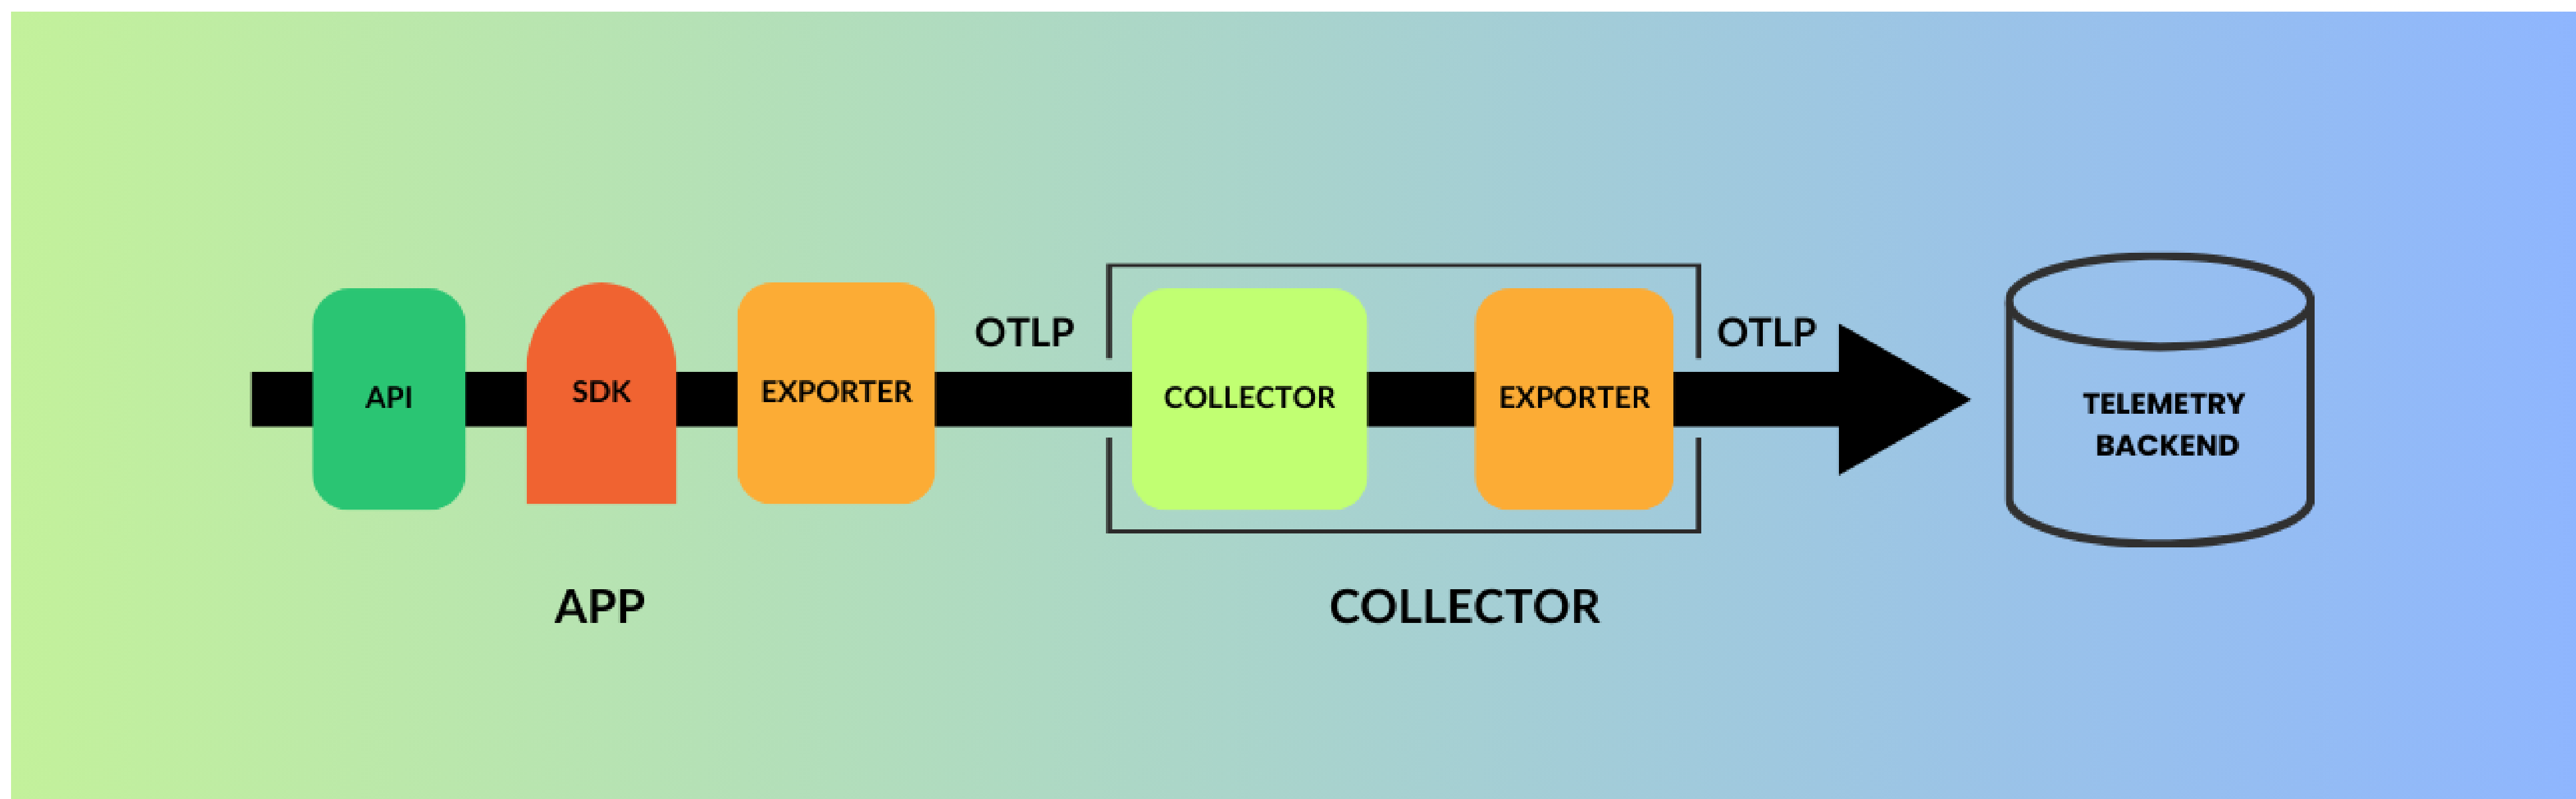 API
SDK
EXPORTER
OTLP
COLLECTOR
EXPORTER
OTLP
TELEMETRY
BACKEND
APP
COLLECTOR